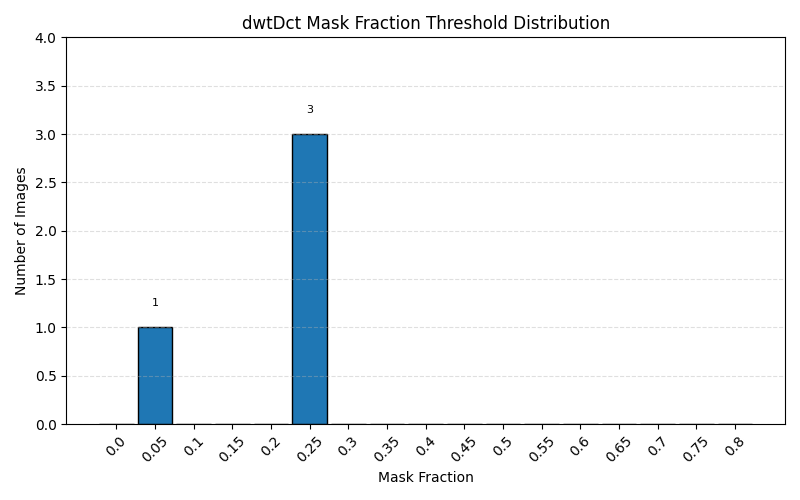 dwtDct Mask Fraction Threshold Distribution
4.0
3.5
3.0
2.5
2.0
1.5
1.0
0.5
0.0
Number of Images
1
3
0.0 0.05 0.1 0.15 0.2 0.25 0.3 0.35 0.4 0.45 0.5 0.55 0.6 0.65 0.7 0.75 0.8
Mask Fraction